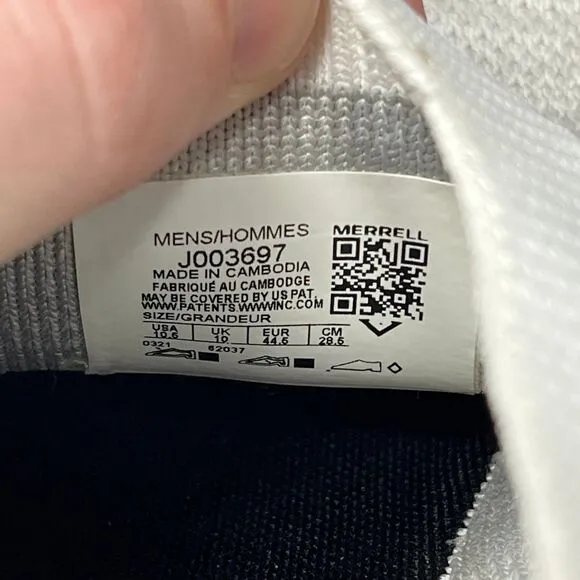 MENS/HOMMES
J003697
MADE IN CAMBODIA
FABRIQUÉ AU CAMBODGE
MAY BE COVERED BY US PAT.
WWW.PATENTS.WWWINC.COM
SIZE/GRANDEUR
USA UK EUR CM
10.5 10 44.5 28.5
0321 62037
MERRELL